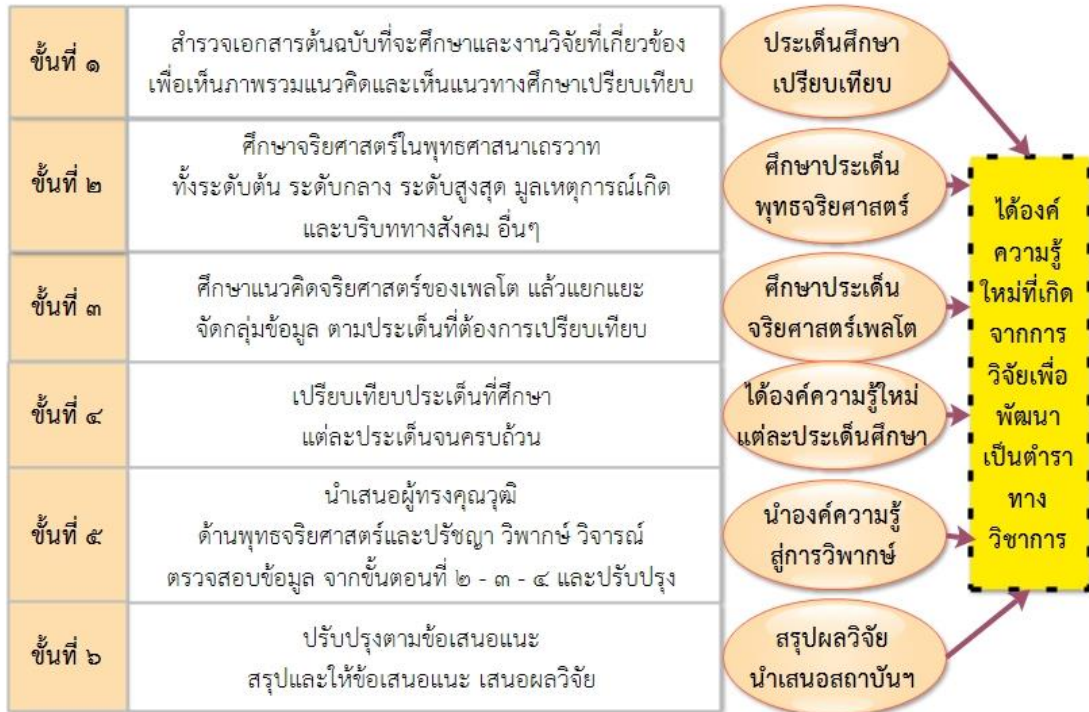 ขั้นที่ ๑
สำรวจเอกสารต้นฉบับที่จะศึกษาและงานวิจัยที่เกี่ยวข้อง
เพื่อเห็นภาพรวมแนวคิดและเห็นแนวทางศึกษาเปรียบเทียบ
ประเด็นศึกษา
เปรียบเทียบ
ขั้นที่ ๒
ศึกษาจริยศาสตร์ในพุทธศาสนาเถรวาท
ทั้งระดับต้น ระดับกลาง ระดับสูงสุด มูลเหตุการณ์เกิด
และบริบททางสังคม อื่นๆ
ศึกษาประเด็น
พุทธจริยศาสตร์
ขั้นที่ ๓
ศึกษาแนวคิดจริยศาสตร์ของเพลโต แล้วแยกแยะ
จัดกลุ่มข้อมูล ตามประเด็นที่ต้องการเปรียบเทียบ
ศึกษาประเด็น
จริยศาสตร์เพลโต
ขั้นที่ ๔
เปรียบเทียบประเด็นที่ศึกษา
แต่ละประเด็นจนครบถ้วน
ได้องค์ความรู้ใหม่
แต่ละประเด็นศึกษา
ขั้นที่ ๕
นำเสนอผู้ทรงคุณวุฒิ
ด้านพุทธจริยศาสตร์และปรัชญา วิพากษ์ วิจารณ์
ตรวจสอบข้อมูล จากขั้นตอนที่ ๒ - ๓ - ๔ และปรับปรุง
นำองค์ความรู้
สู่การวิพากษ์
ขั้นที่ ๖
ปรับปรุงตามข้อเสนอแนะ
สรุปและให้ข้อเสนอแนะ เสนอผลวิจัย
สรุปผลวิจัย
นำเสนอสถาบันฯ
ได้องค์
ความรู้
ใหม่ที่เกิด
จากการ
วิจัยเพื่อ
พัฒนา
เป็นตำรา
ทาง
วิชาการ